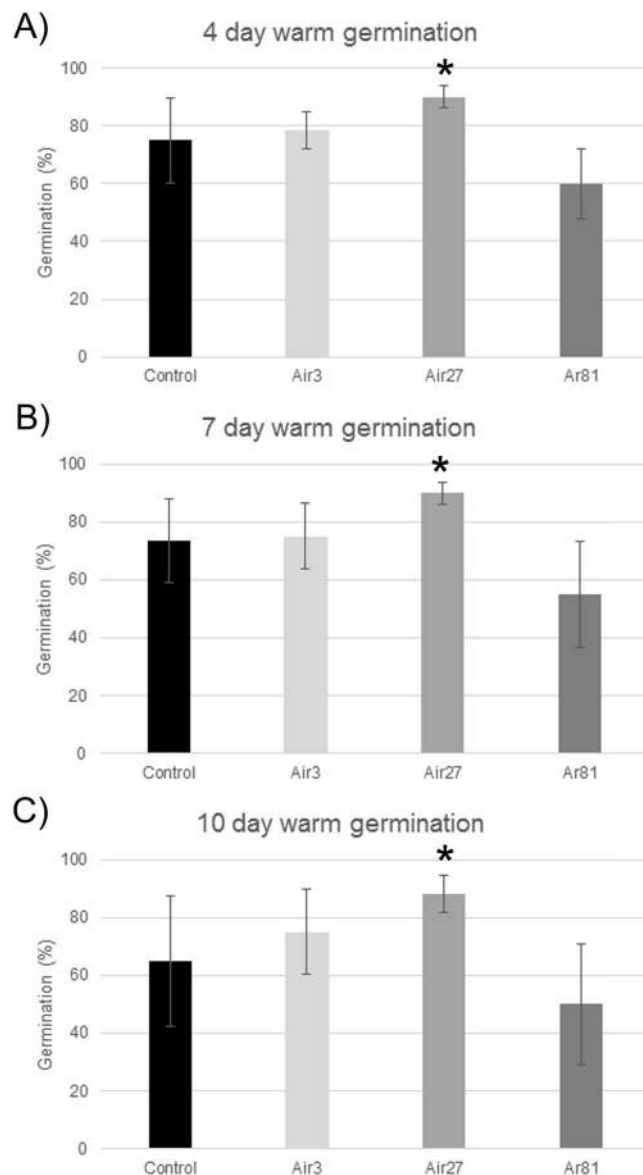 A)
4 day warm germination
*
100
80
60
40
20
0
Germination (%)
Control Air3 Air27 Ar81
B)
7 day warm germination
*
100
80
60
40
20
0
Germination (%)
Control Air3 Air27 Ar81
C)
10 day warm germination
*
100
80
60
40
20
0
Germination (%)
Control Air3 Air27 Ar81